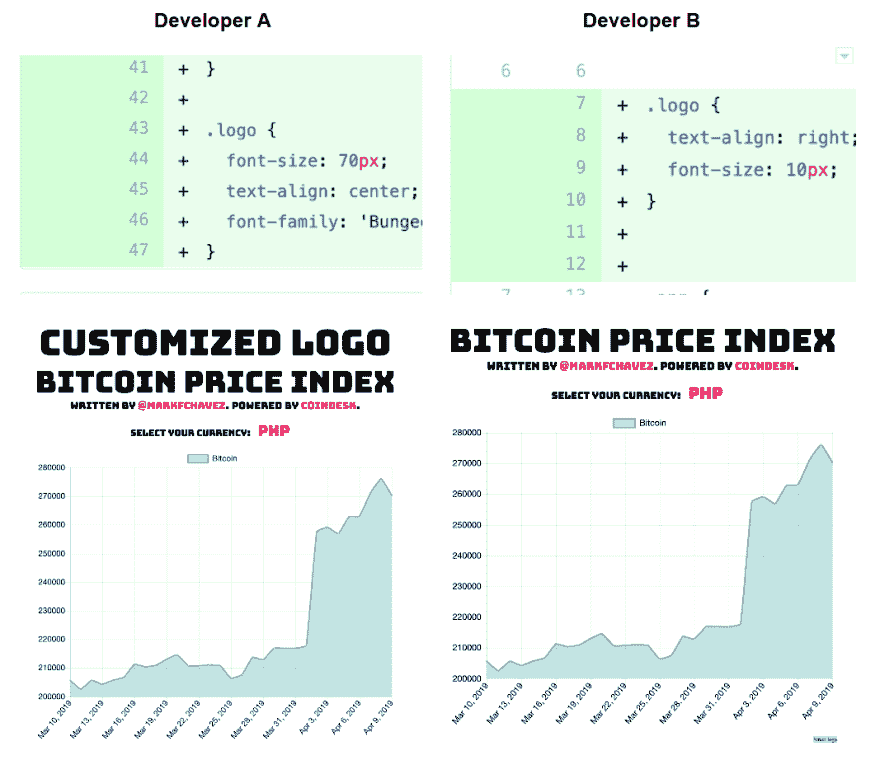 Developer A
41 + }
42 +
43 + .logo {
44 + font-size: 70px;
45 + text-align: center;
46 + font-family: 'Bunge
47 + }
CUSTOMIZED LOGO
BITCOIN PRICE INDEX
WRITTEN BY @MARKFCHAVEZ. POWERED BY COINDESK.
SELECT YOUR CURRENCY: PHP
Bitcoin
280000
270000
260000
250000
240000
230000
220000
210000
200000
Mar 10, 2019
Mar 13, 2019
Mar 16, 2019
Mar 19, 2019
Mar 22, 2019
Mar 25, 2019
Mar 28, 2019
Mar 31, 2019
Apr 3, 2019
Apr 6, 2019
Apr 9, 2019
Developer B
6 6
7 + .logo {
8 + text-align: right;
9 + font-size: 10px;
10 + }
11 +
12 +
BITCOIN PRICE INDEX
WRITTEN BY @MARKFCHAVEZ. POWERED BY COINDESK.
SELECT YOUR CURRENCY: PHP
Bitcoin
280000
270000
260000
250000
240000
230000
220000
210000
200000
Mar 10, 2019
Mar 13, 2019
Mar 16, 2019
Mar 19, 2019
Mar 22, 2019
Mar 25, 2019
Mar 28, 2019
Mar 31, 2019
Apr 3, 2019
Apr 6, 2019
Apr 9, 2019